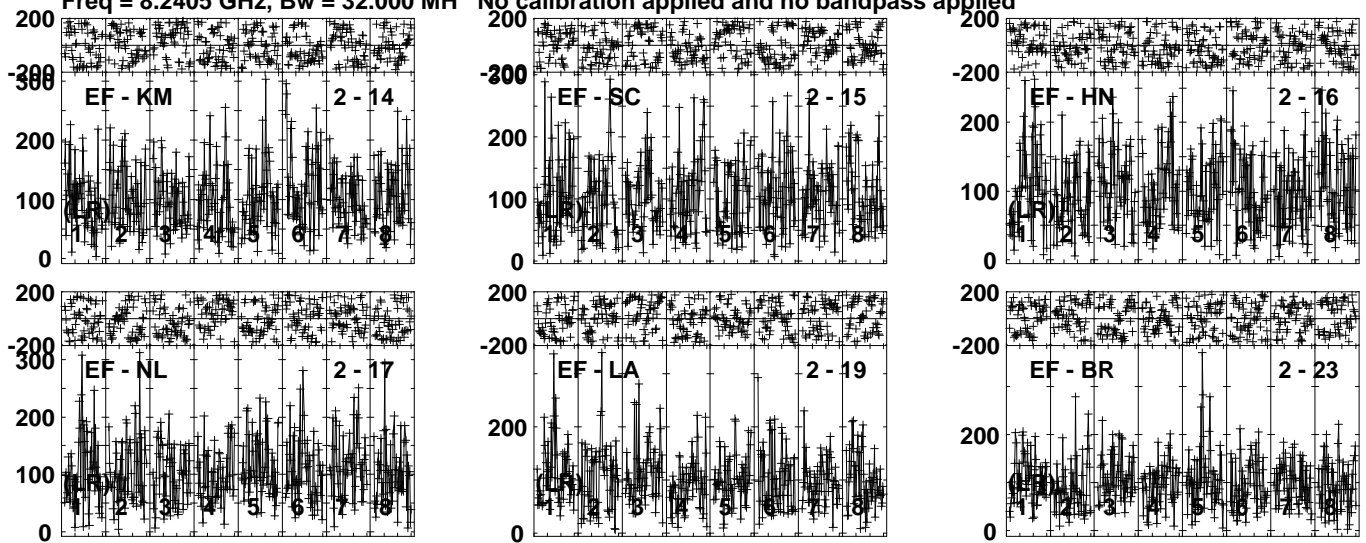 Freq = 8.2405 GHz, Bw = 32.000 MH No calibration applied and no bandpass applied
200 200 200
-200 -200 -200
300 200
EF - KM 2 - 14 EF - SC 2 - 15 EF - HN 2 - 16
200 200 200
100 100 100
(LR) (LR) (LR)
1 2 3 4 5 6 7 8 1 2 3 4 5 6 7 8 1 2 3 4 5 6 7 8
0 0 0
200 200 200
-200 -200 -200
300
EF - NL 2 - 17 EF - LA 2 - 19 EF - BR 2 - 23
200 200 200
100
(LR) (LR) (LR)
1 2 3 4 5 6 7 8 1 2 3 4 5 6 7 8 1 2 3 4 5 6 7 8
0 0 0